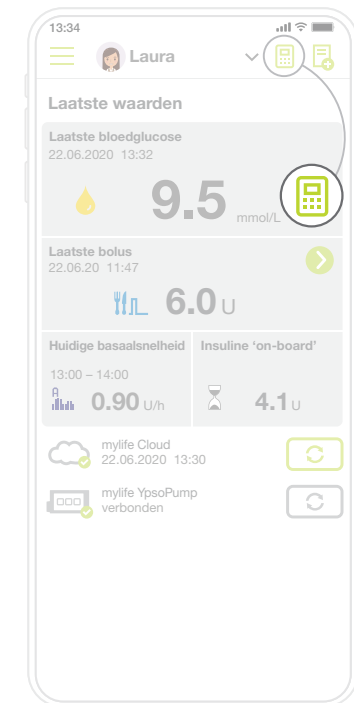 13:34
Laura
Laatste waarden
Laatste bloedglucose
22.06.2020 13:32
9.5 mmol/L
Laatste bolus
22.06.20 11:47
6.0 U
Huidige basaalsnelheid
13:00 – 14:00
A
0.90 U/h
Insuline ‘on-board’
4.1 U
mylife Cloud
22.06.2020 13:30
mylife YpsoPump
verbonden